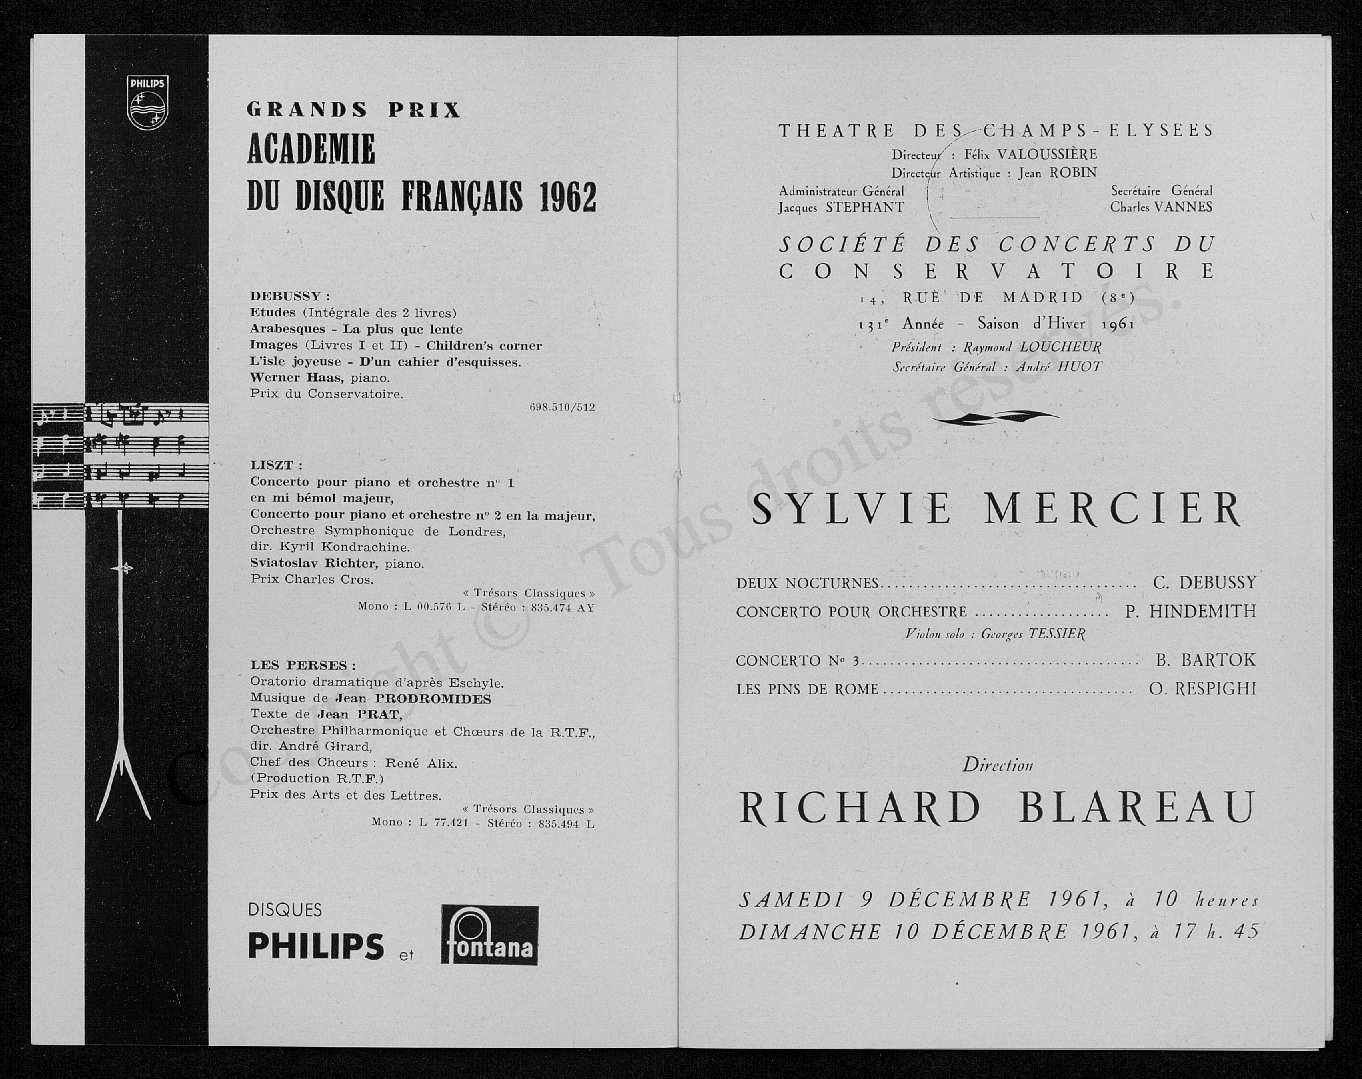 PHILIPS
GRANDS PRIX
ACADEMIE
DU DISQUE FRANÇAIS 1962
DEBUSSY :
Etudes (Intégrale des 2 livres)
Arabesques - La plus que lente
Images (Livres I et II) - Children's corner
L'isle joyeuse - D'un cahier d'esquisses.
Werner Haas, piano.
Prix du Conservatoire.
698.510/512
LISZT :
Concerto pour piano et orchestre n° 1
en mi bémol majeur,
Concerto pour piano et orchestre n° 2 en la majeur,
Orchestre Symphonique de Londres,
dir. Kyril Kondrachine.
Sviatoslav Richter, piano.
Prix Charles Cros.
« Trésors Classiques »
Mono : L 00.576 L - Stéréo : 835.474 AY
LES PERSES :
Oratorio dramatique d'après Eschyle.
Musique de Jean PRODROMIDES
Texte de Jean PRAT,
Orchestre Philharmonique et Chœurs de la R.T.F.,
dir. André Girard,
Chef des Chœurs : René Alix.
(Production R.T.F.)
Prix des Arts et des Lettres.
« Trésors Classiques »
Mono : L 77.421 - Stéréo : 835.494 L
DISQUES
PHILIPS et fontana
THEATRE DES CHAMPS-ELYSEES
Directeur : Félix VALOUSSIÈRE
Directeur Artistique : Jean ROBIN
Administrateur Général Secrétaire Général
Jacques STEPHANT Charles VANNES
SOCIÉTÉ DES CONCERTS DU
CONSERVATOIRE
14, RUE DE MADRID (8e)
131e Année - Saison d'Hiver 1961
Président : Raymond LOUCHEUR
Secrétaire Général : André HUOT
SYLVIE MERCIER
DEUX NOCTURNES................................... C. DEBUSSY
CONCERTO POUR ORCHESTRE ................... P. HINDEMITH
Violon solo : Georges TESSIER
CONCERTO No 3...................................... B. BARTOK
LES PINS DE ROME.................................. O. RESPIGHI
Direction
RICHARD BLAREAU
SAMEDI 9 DÉCEMBRE 1961, à 10 heures
DIMANCHE 10 DÉCEMBRE 1961, à 17 h. 45
Copyright © Tous droits réservés.